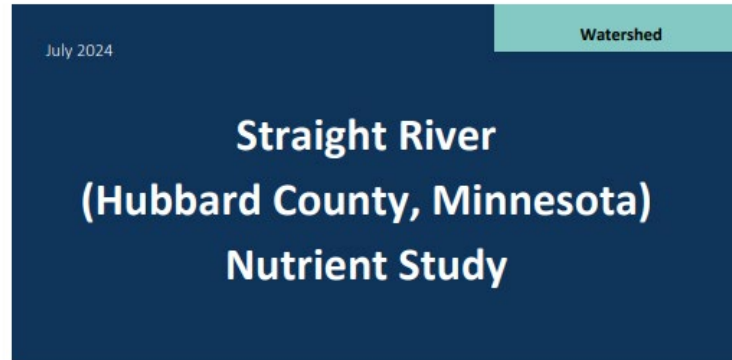 July 2024
Watershed
Straight River
(Hubbard County, Minnesota)
Nutrient Study